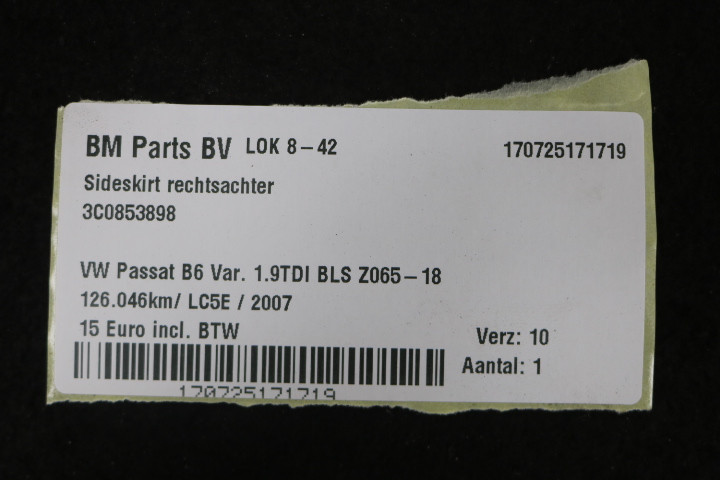 BM Parts BV LOK 8-42 170725171719
Sideskirt rechtsachter
3C0853898
VW Passat B6 Var. 1.9TDI BLS Z065-18
126.046km/ LC5E / 2007
15 Euro incl. BTW
Verz: 10
Aantal: 1
170725171719